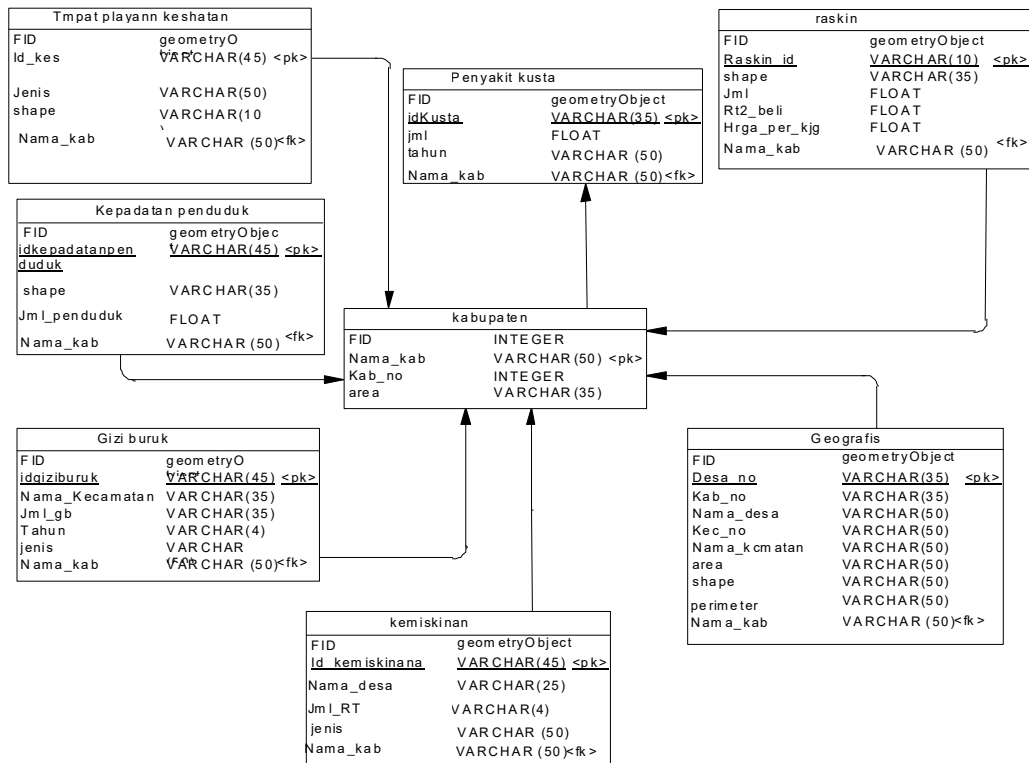 Tmpat playann keshatan
FID geometryO
Id_kes VARCHAR(45) <pk>
Jenis VARCHAR(50)
shape VARCHAR(10
)
Nama_kab VARCHAR (50)<fk>
Penyakit kusta
FID geometryObject
idKusta VARCHAR(35) <pk>
jml FLOAT
tahun VARCHAR (50)
Nama_kab VARCHAR (50)<fk>
raskin
FID geometryObject
Raskin_id VARCHAR(10) <pk>
shape VARCHAR(35)
Jml FLOAT
Rt2_beli FLOAT
Hrga_per_kjg FLOAT
Nama_kab VARCHAR (50) <fk>
Kepadatan penduduk
FID geometryObjec
t
idkepadatanpen VARCHAR(45) <pk>
duduk
shape VARCHAR(35)
Jml_penduduk FLOAT
Nama_kab VARCHAR (50) <fk>
kabupaten
FID INTEGER
Nama_kab VARCHAR(50) <pk>
Kab_no INTEGER
area VARCHAR(35)
Gizi buruk
FID geometryO
idgiziburuk VARCHAR(45) <pk>
Nama_Kecamatan VARCHAR(35)
Jml_gb VARCHAR(35)
Tahun VARCHAR(4)
jenis VARCHAR
Nama_kab VARCHAR (50)<fk>
Geografis
FID geometryObject
Desa_no VARCHAR(35) <pk>
Kab_no VARCHAR(35)
Nama_desa VARCHAR(50)
Kec_no VARCHAR(50)
Nama_kcmatan VARCHAR(50)
area VARCHAR(50)
shape VARCHAR(50)
perimeter VARCHAR(50)
Nama_kab VARCHAR (50)<fk>
kemiskinan
FID geometryObject
Id_kemiskinana VARCHAR(45) <pk>
Nama_desa VARCHAR(25)
Jml_RT VARCHAR(4)
jenis VARCHAR (50)
Nama_kab VARCHAR (50)<fk>